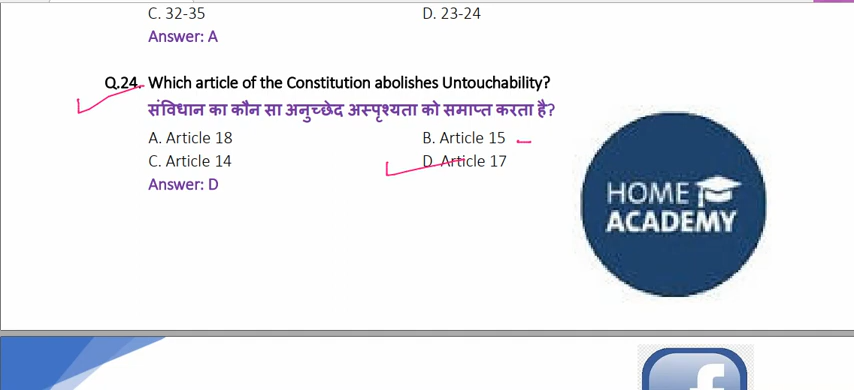 C. 32-35 D. 23-24
Answer: A
Q.24. Which article of the Constitution abolishes Untouchability?
संविधान का कौन सा अनुच्छेद अस्पृश्यता को समाप्त करता है?
A. Article 18 B. Article 15
C. Article 14 D. Article 17
Answer: D
HOME
ACADEMY